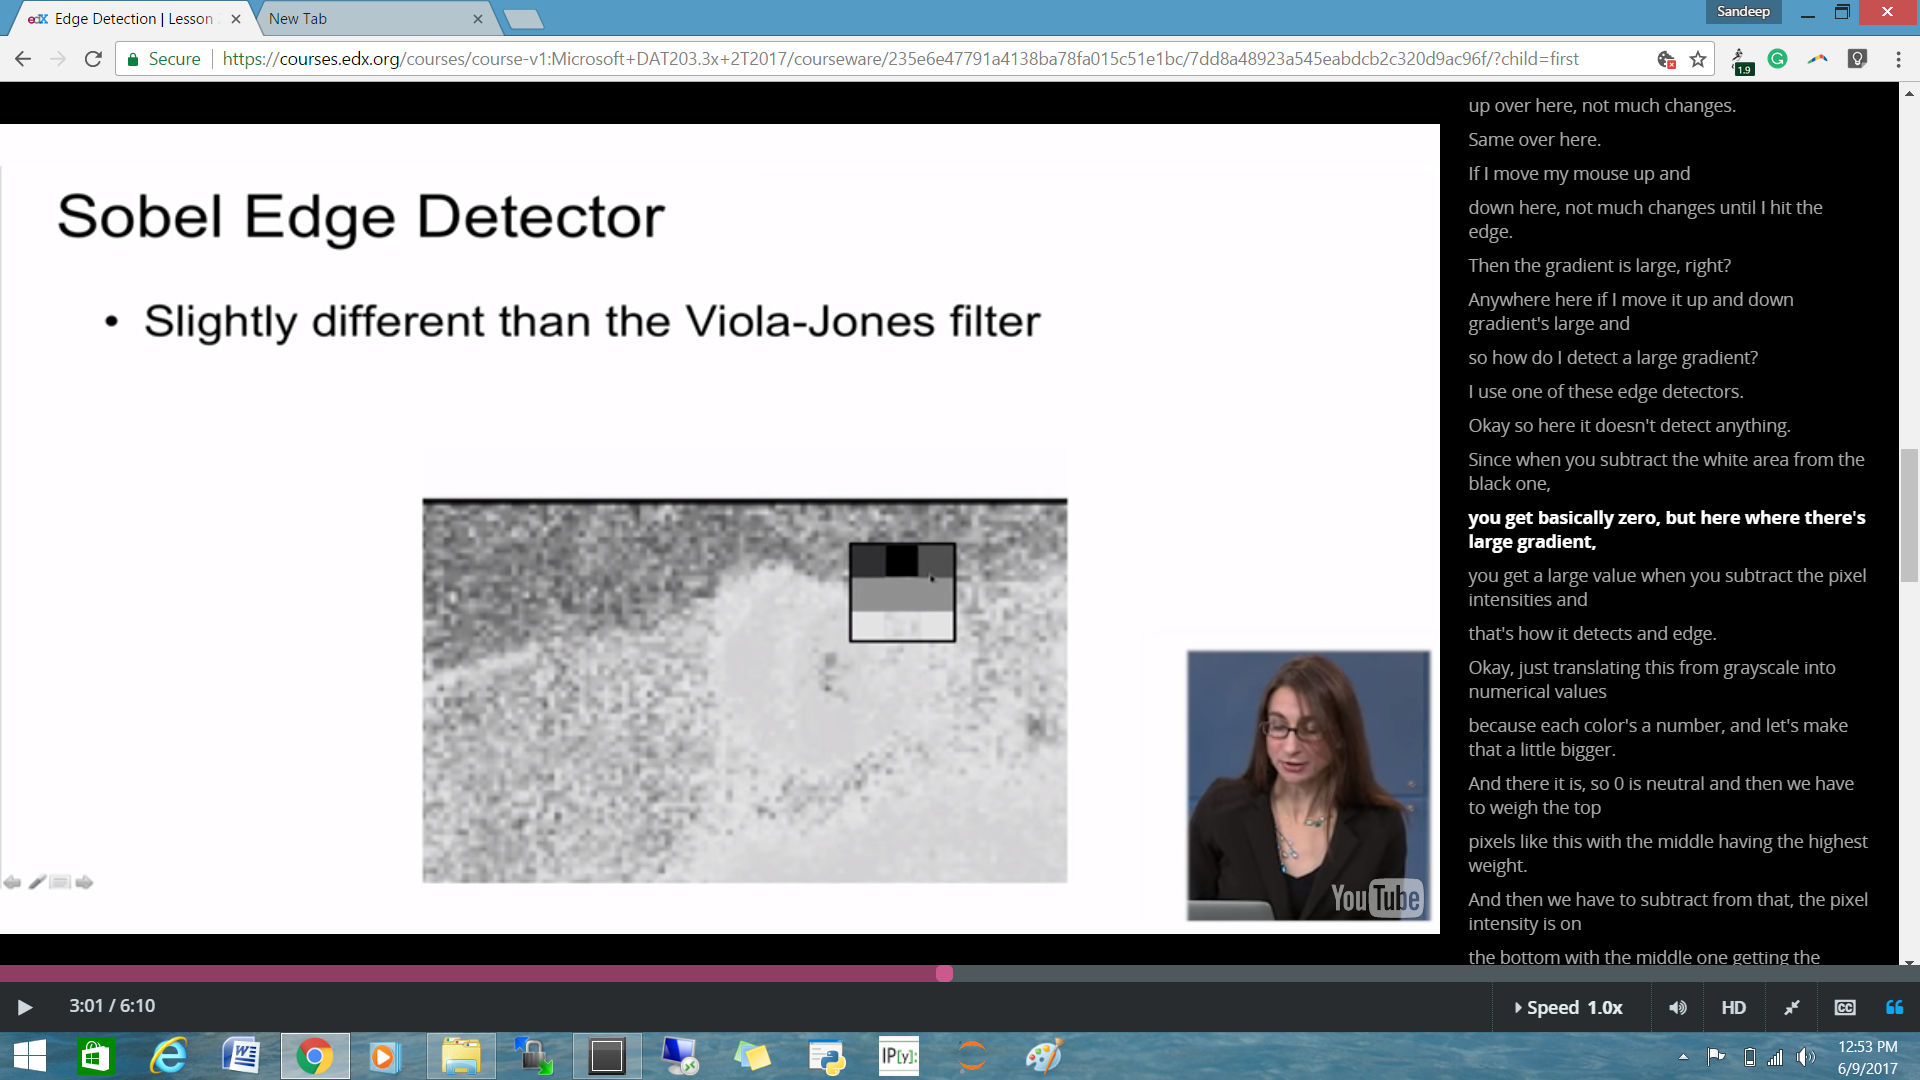 edX Edge Detection | Lesson
New Tab
Sandeep
Secure
https://courses.edx.org/courses/course-v1:Microsoft+DAT203.3x+2T2017/courseware/235e6e47791a4138ba78fa015c51e1bc/7dd8a48923a545eabdcb2c320d9ac96f/?child=first
1.9
Sobel Edge Detector
• Slightly different than the Viola-Jones filter
YouTube
up over here, not much changes.
Same over here.
If I move my mouse up and
down here, not much changes until I hit the
edge.
Then the gradient is large, right?
Anywhere here if I move it up and down
gradient's large and
so how do I detect a large gradient?
I use one of these edge detectors.
Okay so here it doesn't detect anything.
Since when you subtract the white area from the
black one,
you get basically zero, but here where there's
large gradient,
you get a large value when you subtract the pixel
intensities and
that's how it detects and edge.
Okay, just translating this from grayscale into
numerical values
because each color's a number, and let's make
that a little bigger.
And there it is, so 0 is neutral and then we have
to weigh the top
pixels like this with the middle having the highest
weight.
And then we have to subtract from that, the pixel
intensity is on
the bottom with the middle one getting the
3:01 / 6:10
Speed 1.0x
HD
CC
IP[y]:
12:53 PM
6/9/2017